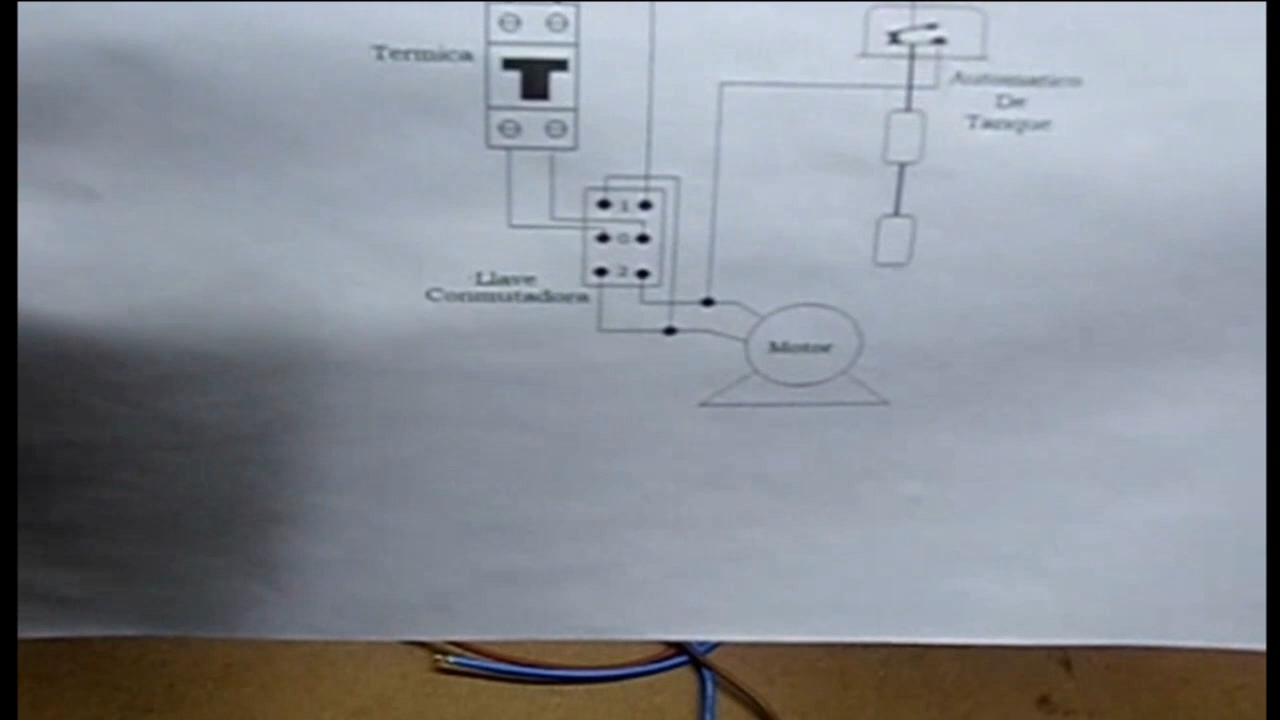 Termica
Automatico
De
Tanque
1
0
2
Llave
Conmutadora
Motor